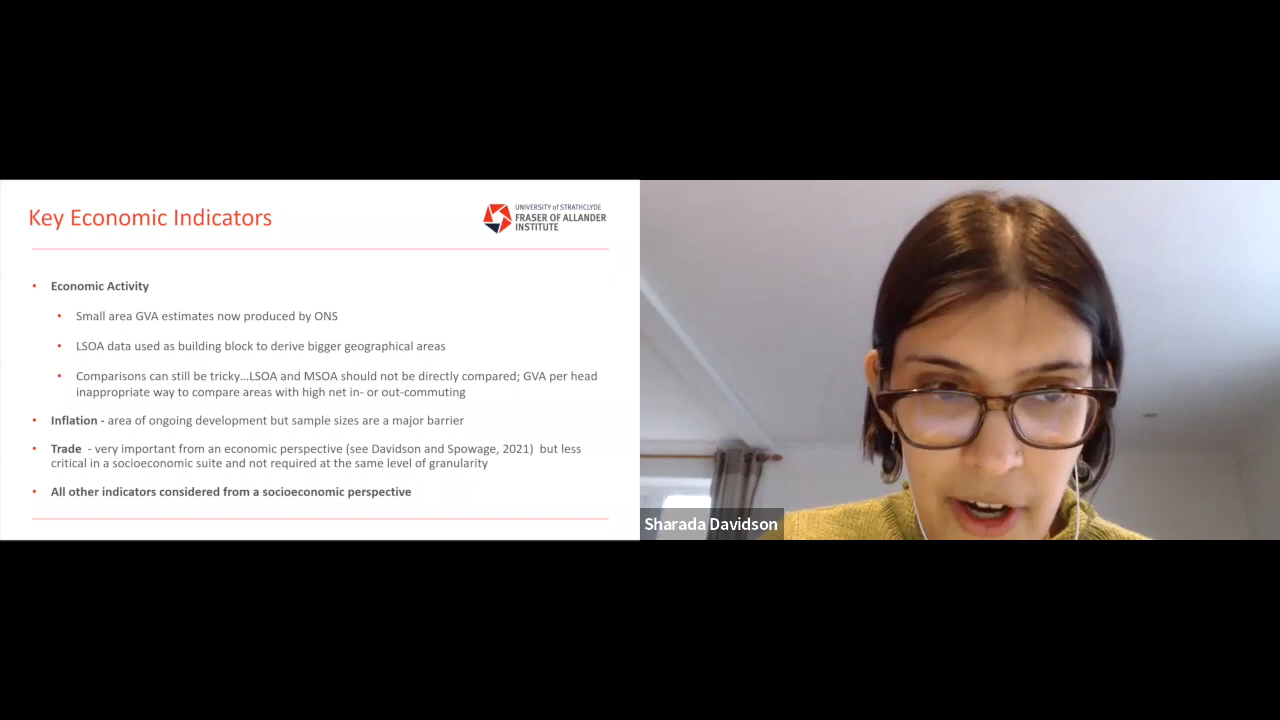 Key Economic Indicators
UNIVERSITY of STRATHCLYDE
FRASER OF ALLANDER
INSTITUTE
• Economic Activity
• Small area GVA estimates now produced by ONS
• LSOA data used as building block to derive bigger geographical areas
• Comparisons can still be tricky...LSOA and MSOA should not be directly compared; GVA per head
inappropriate way to compare areas with high net in- or out-commuting
• Inflation - area of ongoing development but sample sizes are a major barrier
• Trade - very important from an economic perspective (see Davidson and Spowage, 2021) but less
critical in a socioeconomic suite and not required at the same level of granularity
• All other indicators considered from a socioeconomic perspective
Sharada Davidson